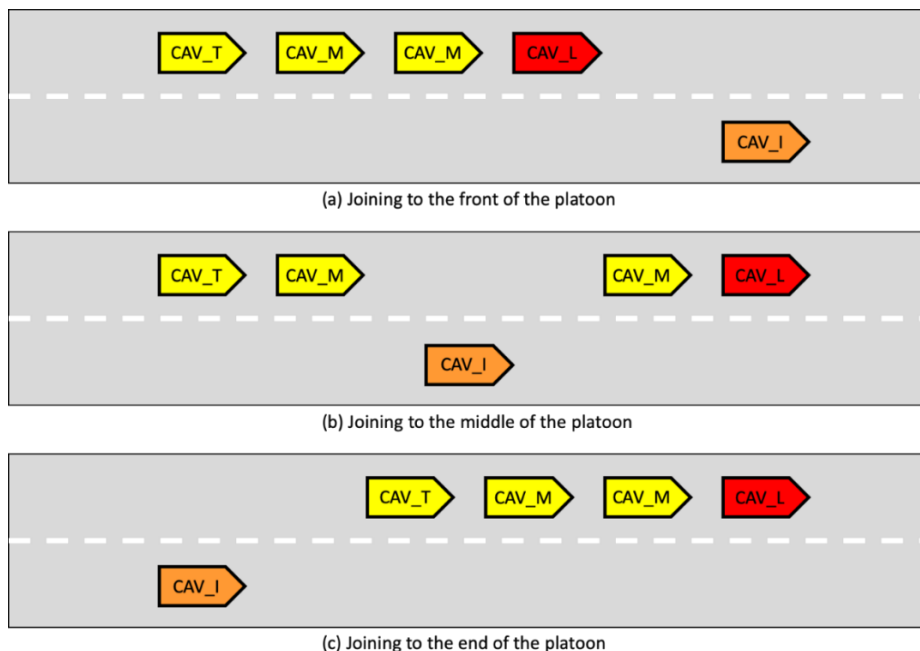 CAV_T CAV_M CAV_M CAV_L
CAV_I
(a) Joining to the front of the platoon
CAV_T CAV_M CAV_M CAV_L
CAV_I
(b) Joining to the middle of the platoon
CAV_T CAV_M CAV_M CAV_L
CAV_I
(c) Joining to the end of the platoon